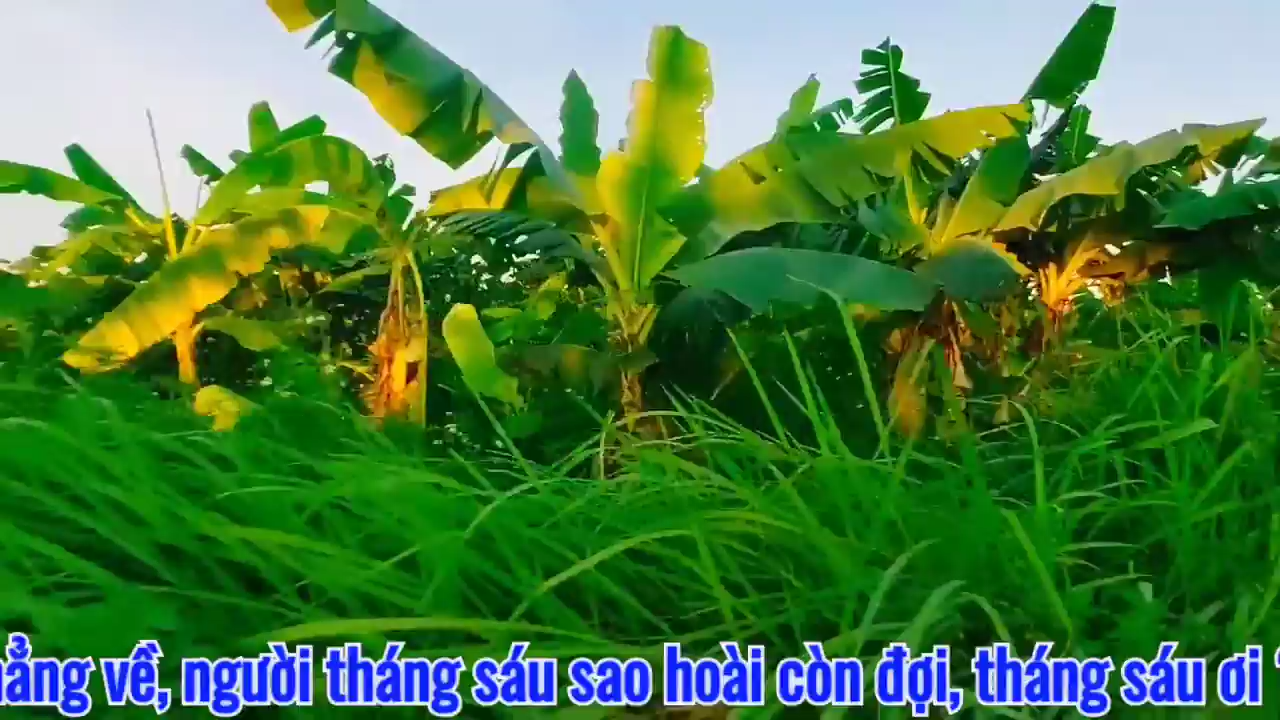 về, người tháng sáu sao hoài còn đợi, tháng sáu ơi